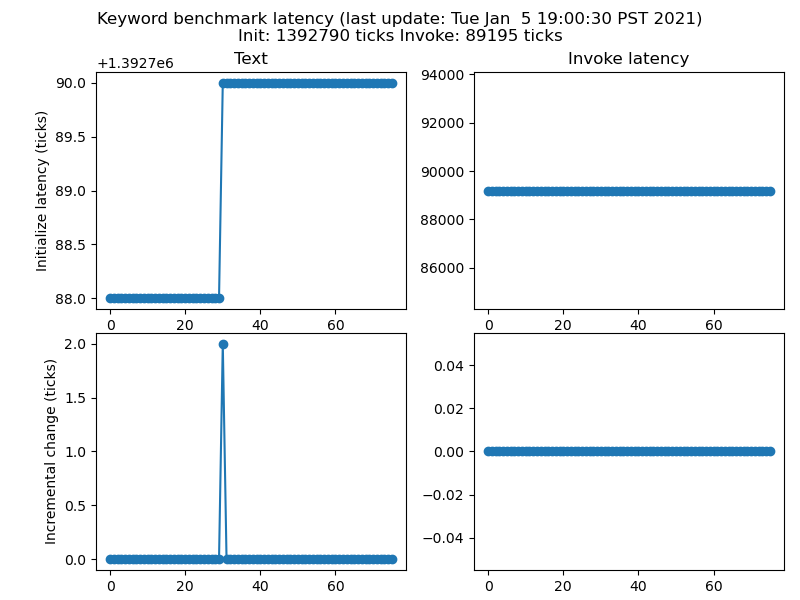 Keyword benchmark latency (last update: Tue Jan  5 19:00:30 PST 2021)
Init: 1392790 ticks Invoke: 89195 ticks
Text
+1.3927e6
90.0
89.5
89.0
88.5
88.0
Initialize latency (ticks)
0 20 40 60
Invoke latency
94000
92000
90000
88000
86000
0 20 40 60
2.0
1.5
1.0
0.5
0.0
Incremental change (ticks)
0 20 40 60
0.04
0.02
0.00
−0.02
−0.04
0 20 40 60